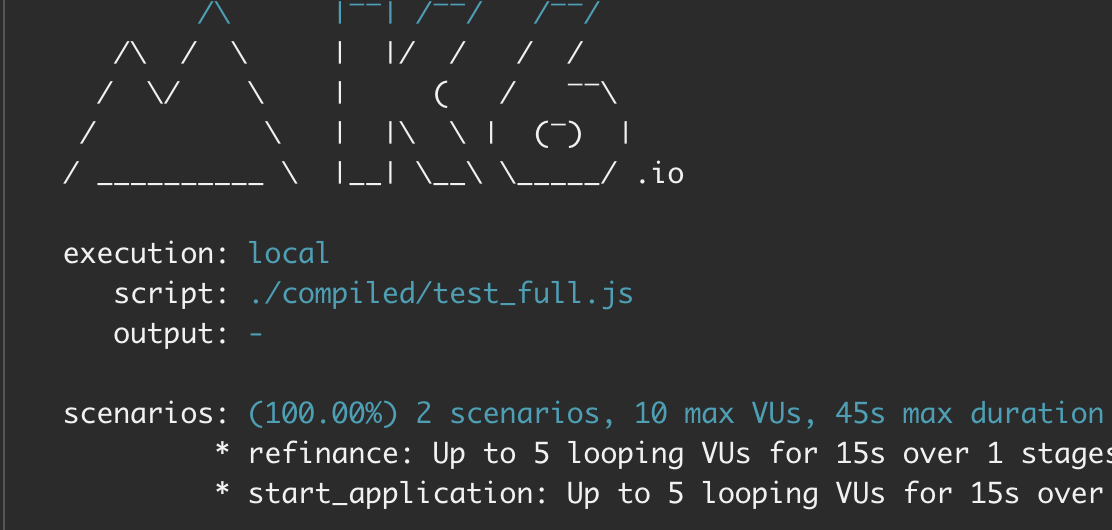 /\      |‾‾| /‾‾/   /‾‾/
     /\  /  \     |  |/  /   /  /
    /  \/    \    |     (   /   ‾‾\
   /          \   |  |\  \ |  (‾)  |
  / __________ \  |__| \__\ \_____/ .io
execution: local
script: ./compiled/test_full.js
output: -
scenarios: (100.00%) 2 scenarios, 10 max VUs, 45s max duration
* refinance: Up to 5 looping VUs for 15s over 1 stages
* start_application: Up to 5 looping VUs for 15s over